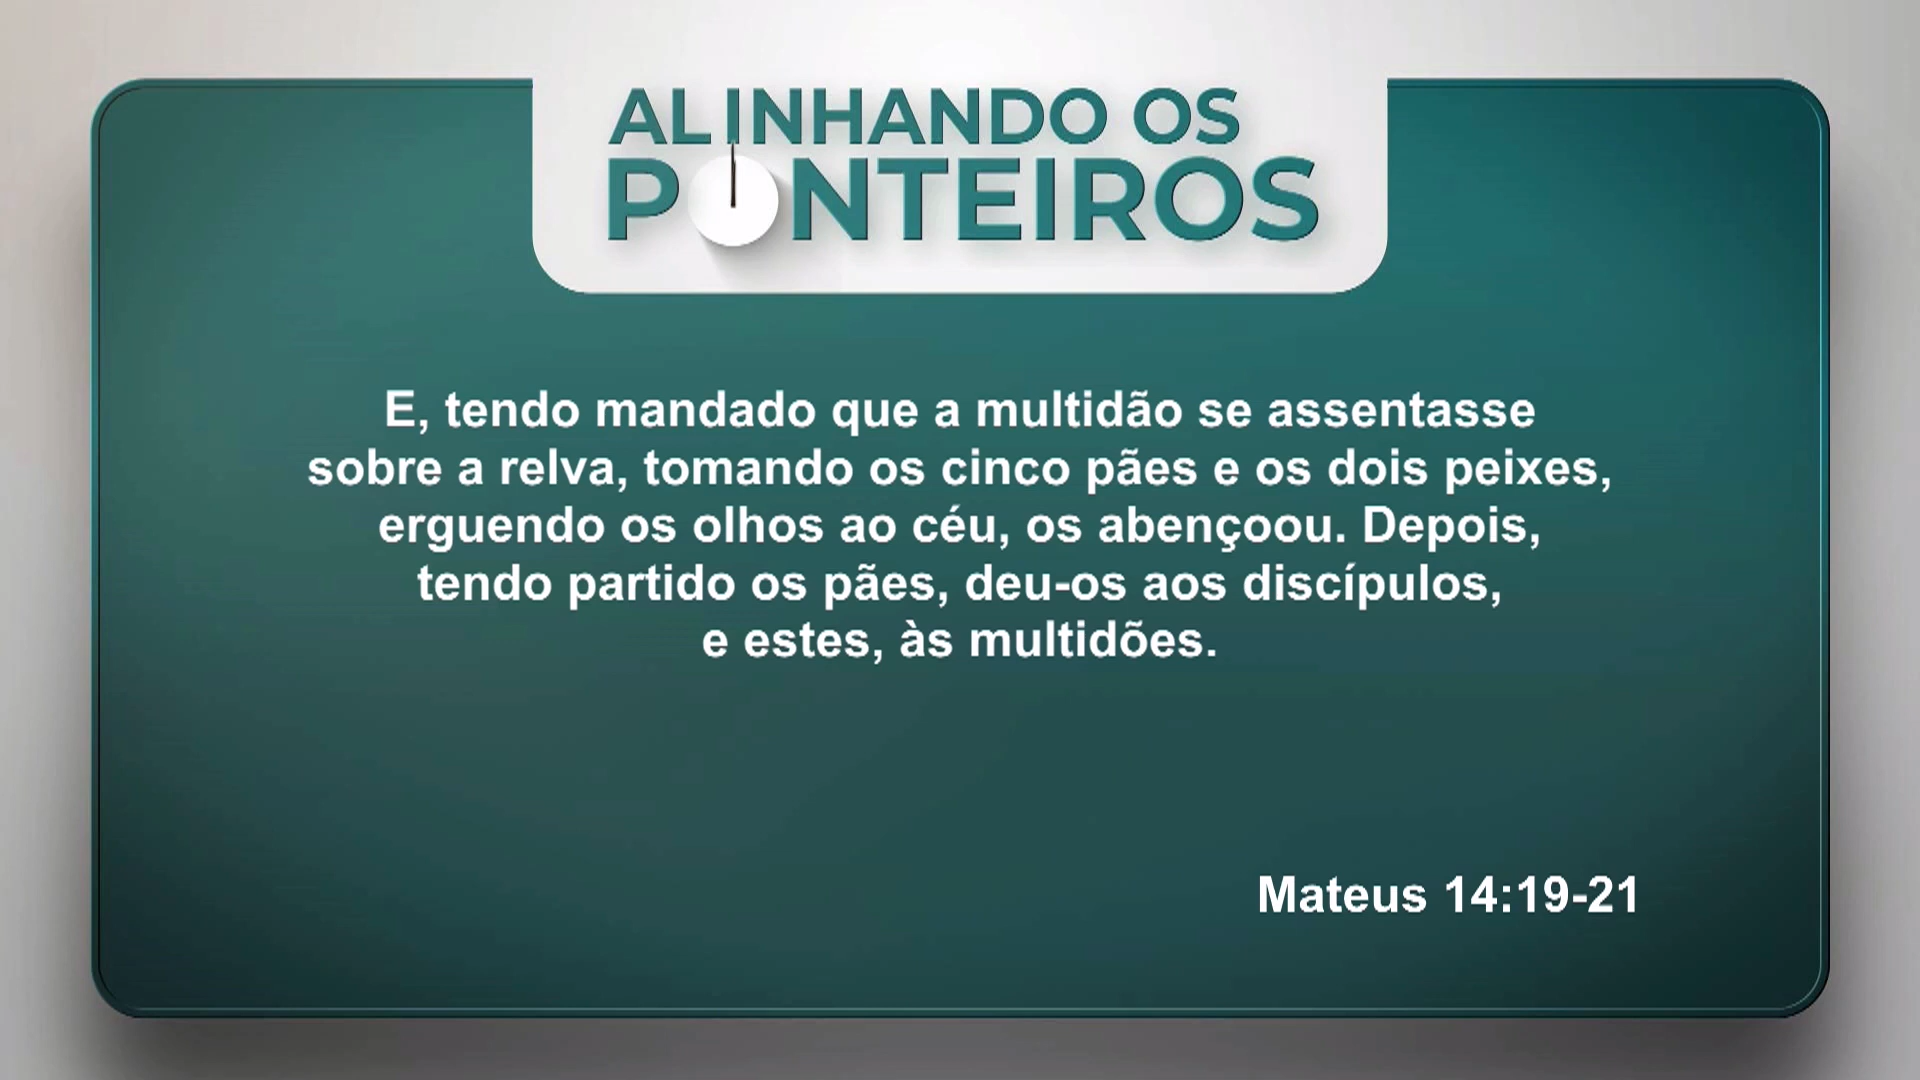 ALINHANDO OS
PONTEIROS
E, tendo mandado que a multidão se assentasse
sobre a relva, tomando os cinco pães e os dois peixes,
erguendo os olhos ao céu, os abençoou. Depois,
tendo partido os pães, deu-os aos discípulos,
e estes, às multidões.
Mateus 14:19-21